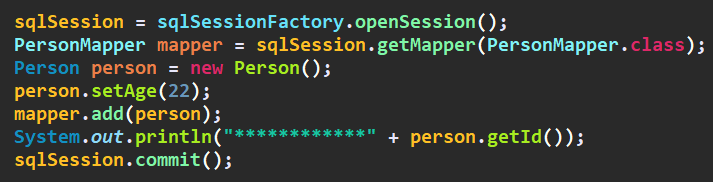 sqlSession = sqlSessionFactory.openSession();
PersonMapper mapper = sqlSession.getMapper(PersonMapper.class);
Person person = new Person();
person.setAge(22);
mapper.add(person);
System.out.println("************" + person.getId());
sqlSession.commit();